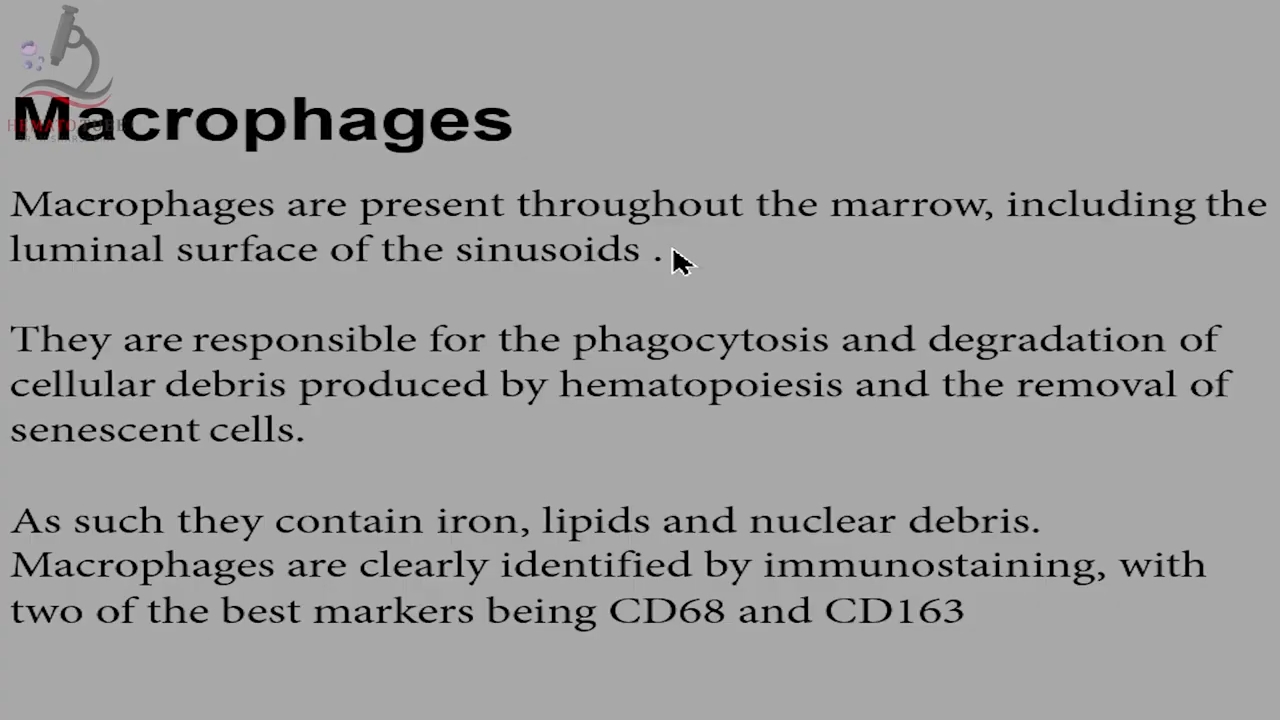 HEMATOTUBE
Macrophages
Macrophages are present throughout the marrow, including the
luminal surface of the sinusoids .
They are responsible for the phagocytosis and degradation of
cellular debris produced by hematopoiesis and the removal of
senescent cells.
As such they contain iron, lipids and nuclear debris.
Macrophages are clearly identified by immunostaining, with
two of the best markers being CD68 and CD163